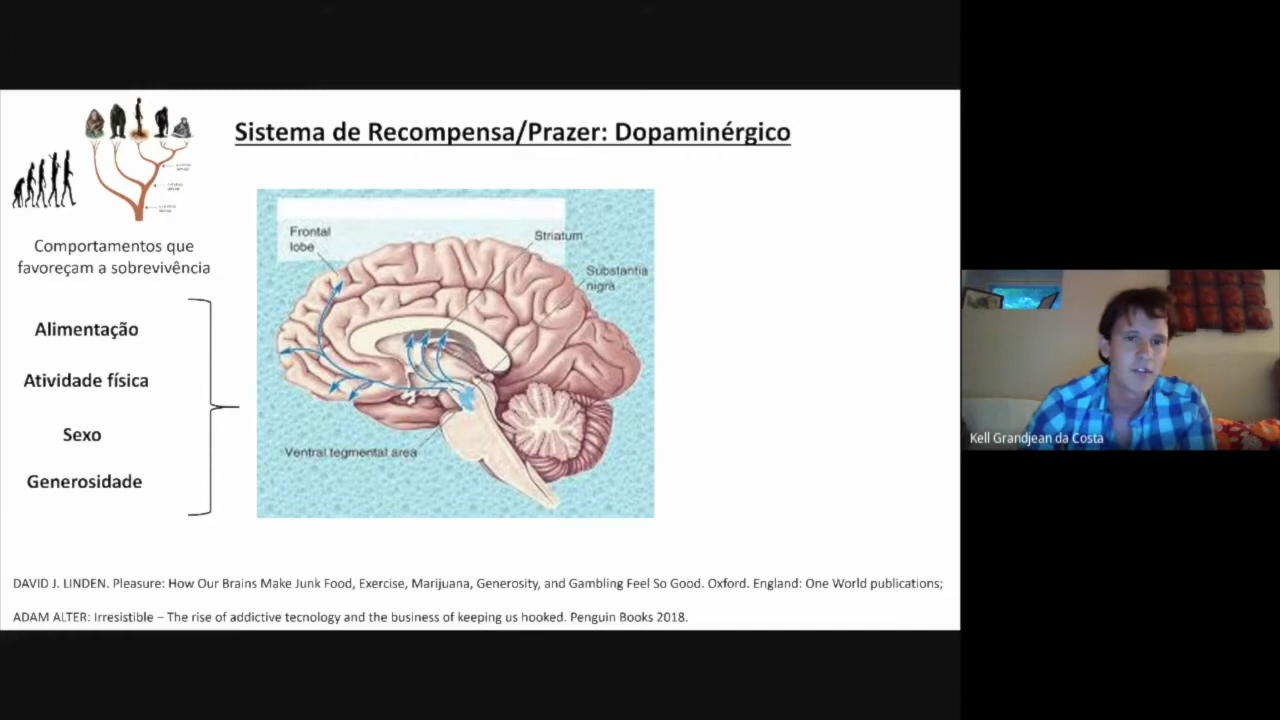 Sistema de Recompensa/Prazer: Dopaminérgico
Comportamentos que
favoreçam a sobrevivência
Alimentação
Atividade física
Sexo
Generosidade
Frontal
lobe
Striatum
Substantia
nigra
Ventral tegmental area
Kell Grandjean da Costa
DAVID J. LINDEN. Pleasure: How Our Brains Make Junk Food, Exercise, Marijuana, Generosity, and Gambling Feel So Good. Oxford. England: One World publications;
ADAM ALTER: Irresistible – The rise of addictive tecnology and the business of keeping us hooked. Penguin Books 2018.